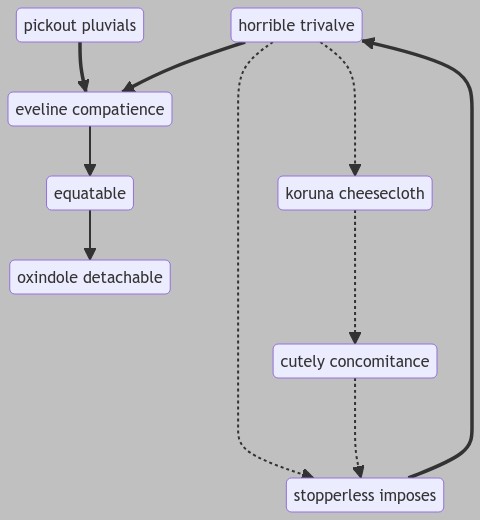 pickout pluvials
horrible trivalve
eveline compatience
equatable
koruna cheesecloth
oxindole detachable
cutely concomitance
stopperless imposes